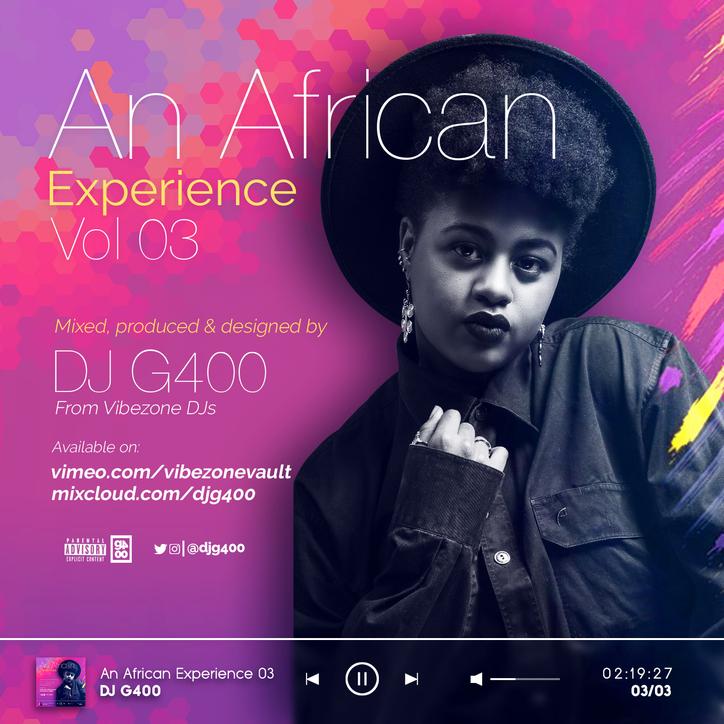 An African
Experience
Vol 03
Mixed, produced & designed by
DJ G400
From Vibezone DJs
Available on:
vimeo.com/vibezonevault
mixcloud.com/djg400
PARENTAL
ADVISORY
EXPLICIT CONTENT
@djg400
An African Experience 03
DJ G400
02:19:27
03/03